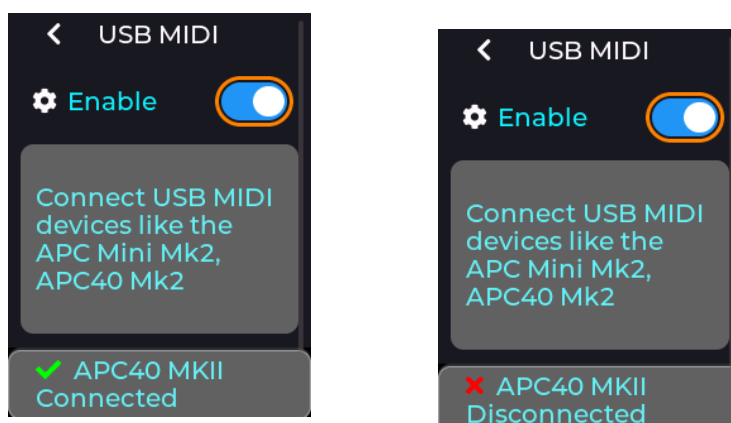 USB MIDI
Enable
Connect USB MIDI
devices like the
APC Mini Mk2,
APC40 Mk2
APC40 MKII
Connected
USB MIDI
Enable
Connect USB MIDI
devices like the
APC Mini Mk2,
APC40 Mk2
APC40 MKII
Disconnected